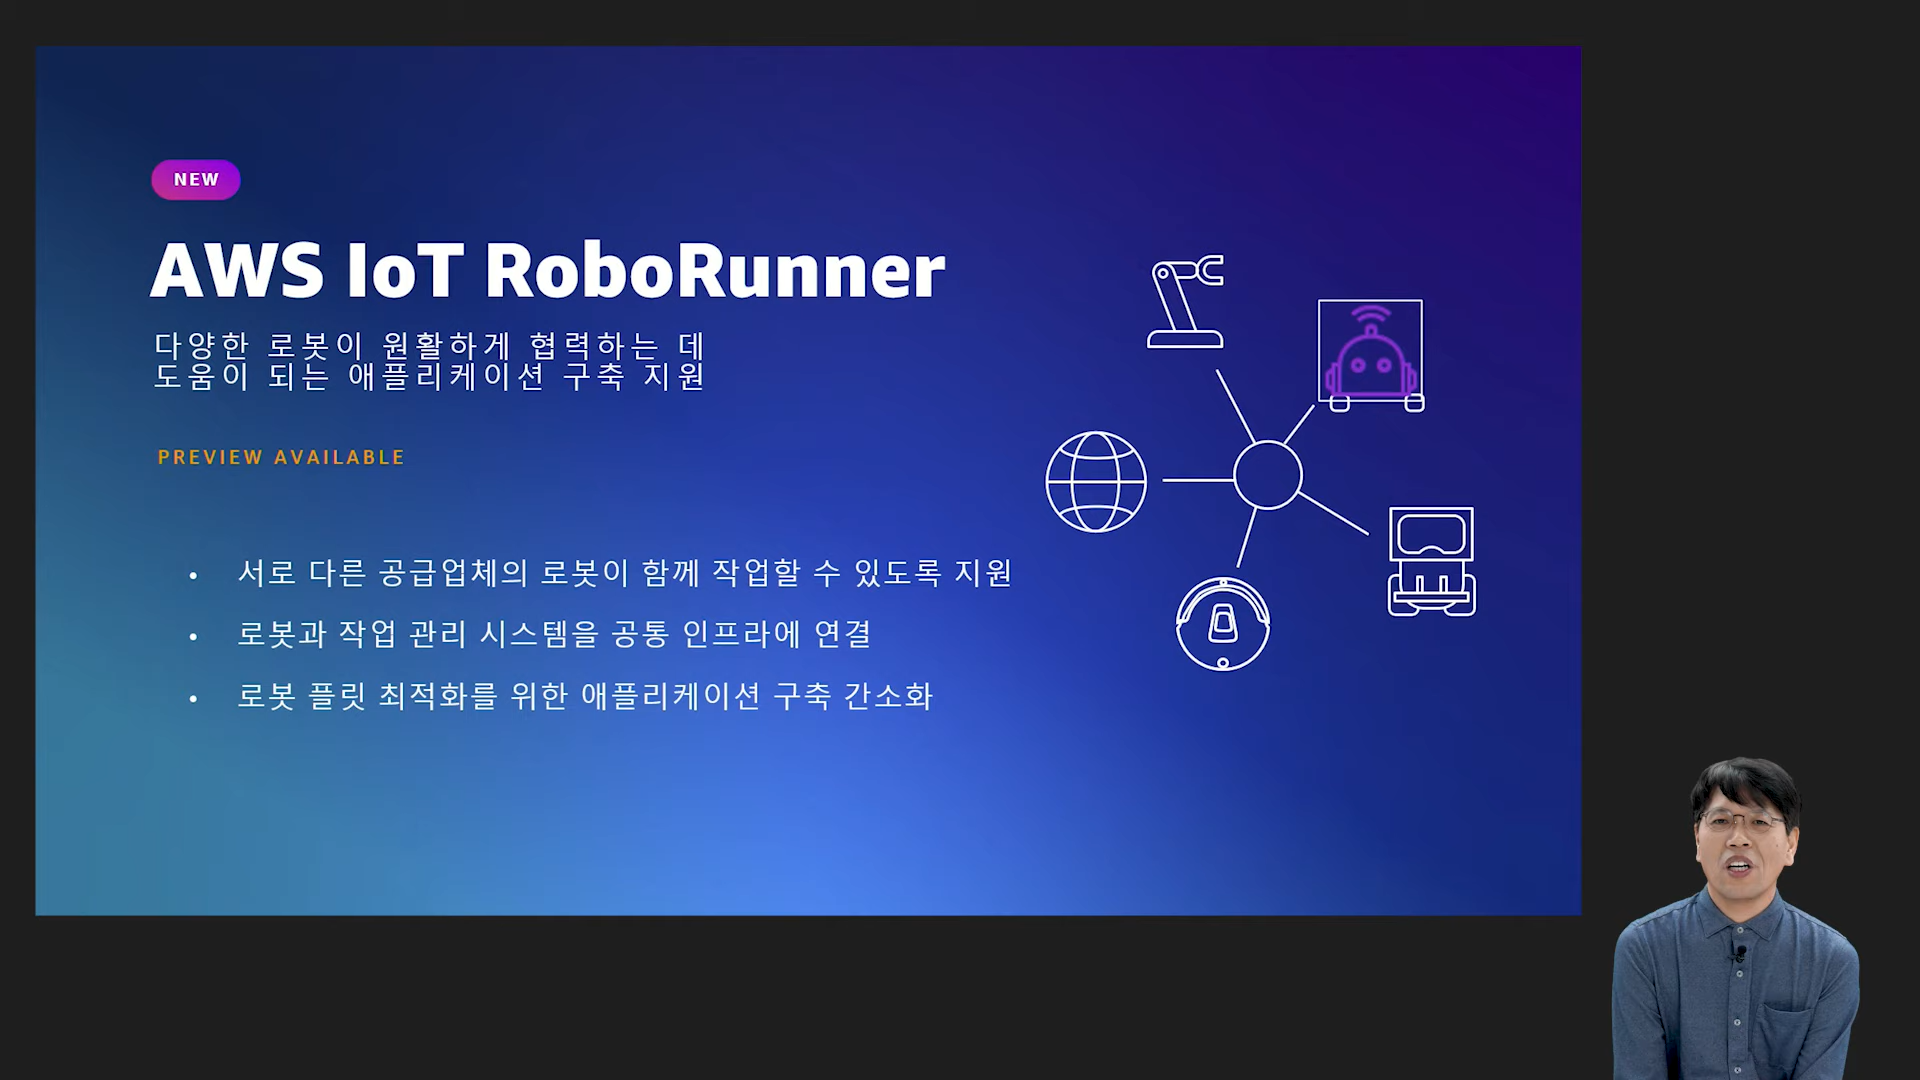 NEW
AWS IoT RoboRunner
다양한 로봇이 원활하게 협력하는 데
도움이 되는 애플리케이션 구축 지원
PREVIEW AVAILABLE
• 서로 다른 공급업체의 로봇이 함께 작업할 수 있도록 지원
• 로봇과 작업 관리 시스템을 공통 인프라에 연결
• 로봇 플릿 최적화를 위한 애플리케이션 구축 간소화